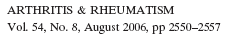 ARTHRITIS & RHEUMATISM
Vol. 54, No. 8, August 2006, pp 2550–2557